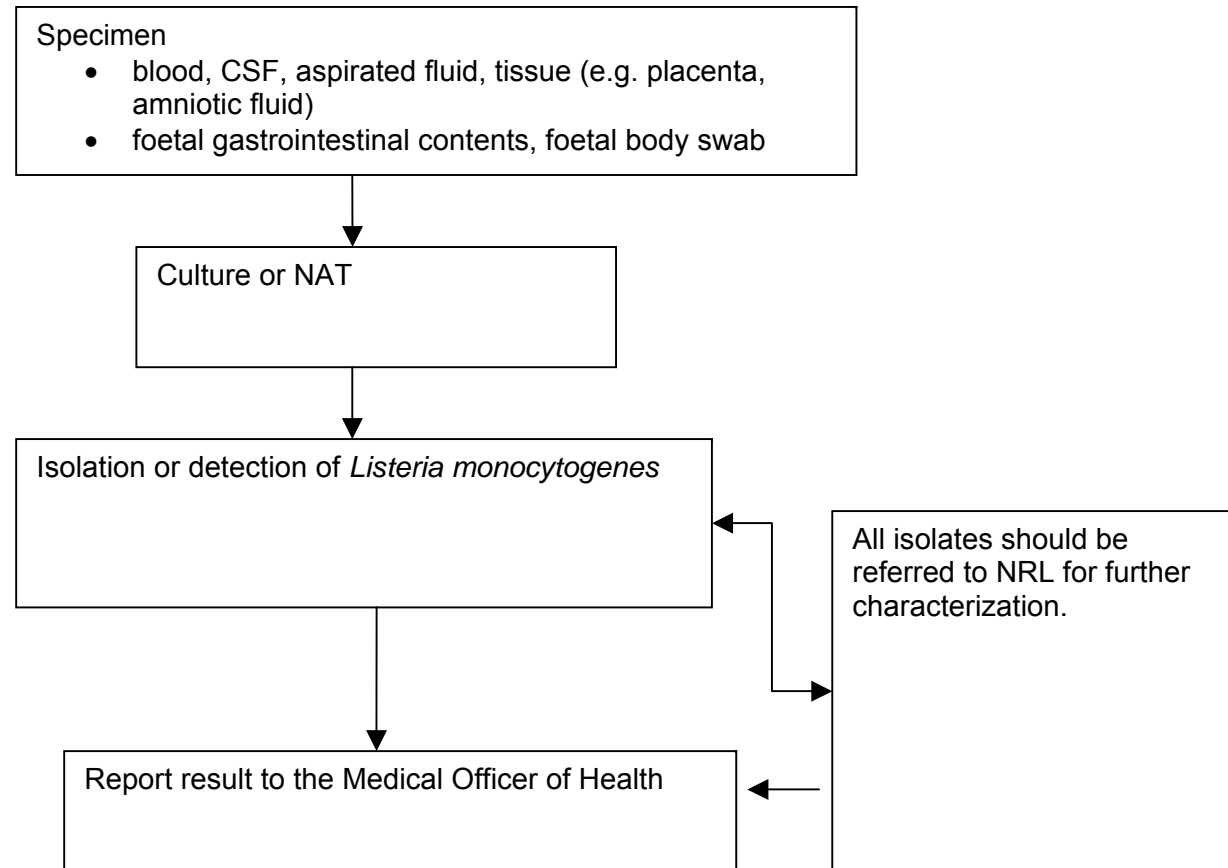 Specimen
• blood, CSF, aspirated fluid, tissue (e.g. placenta,
amniotic fluid)
• foetal gastrointestinal contents, foetal body swab
Culture or NAT
Isolation or detection of Listeria monocytogenes
All isolates should be
referred to NRL for further
characterization.
Report result to the Medical Officer of Health